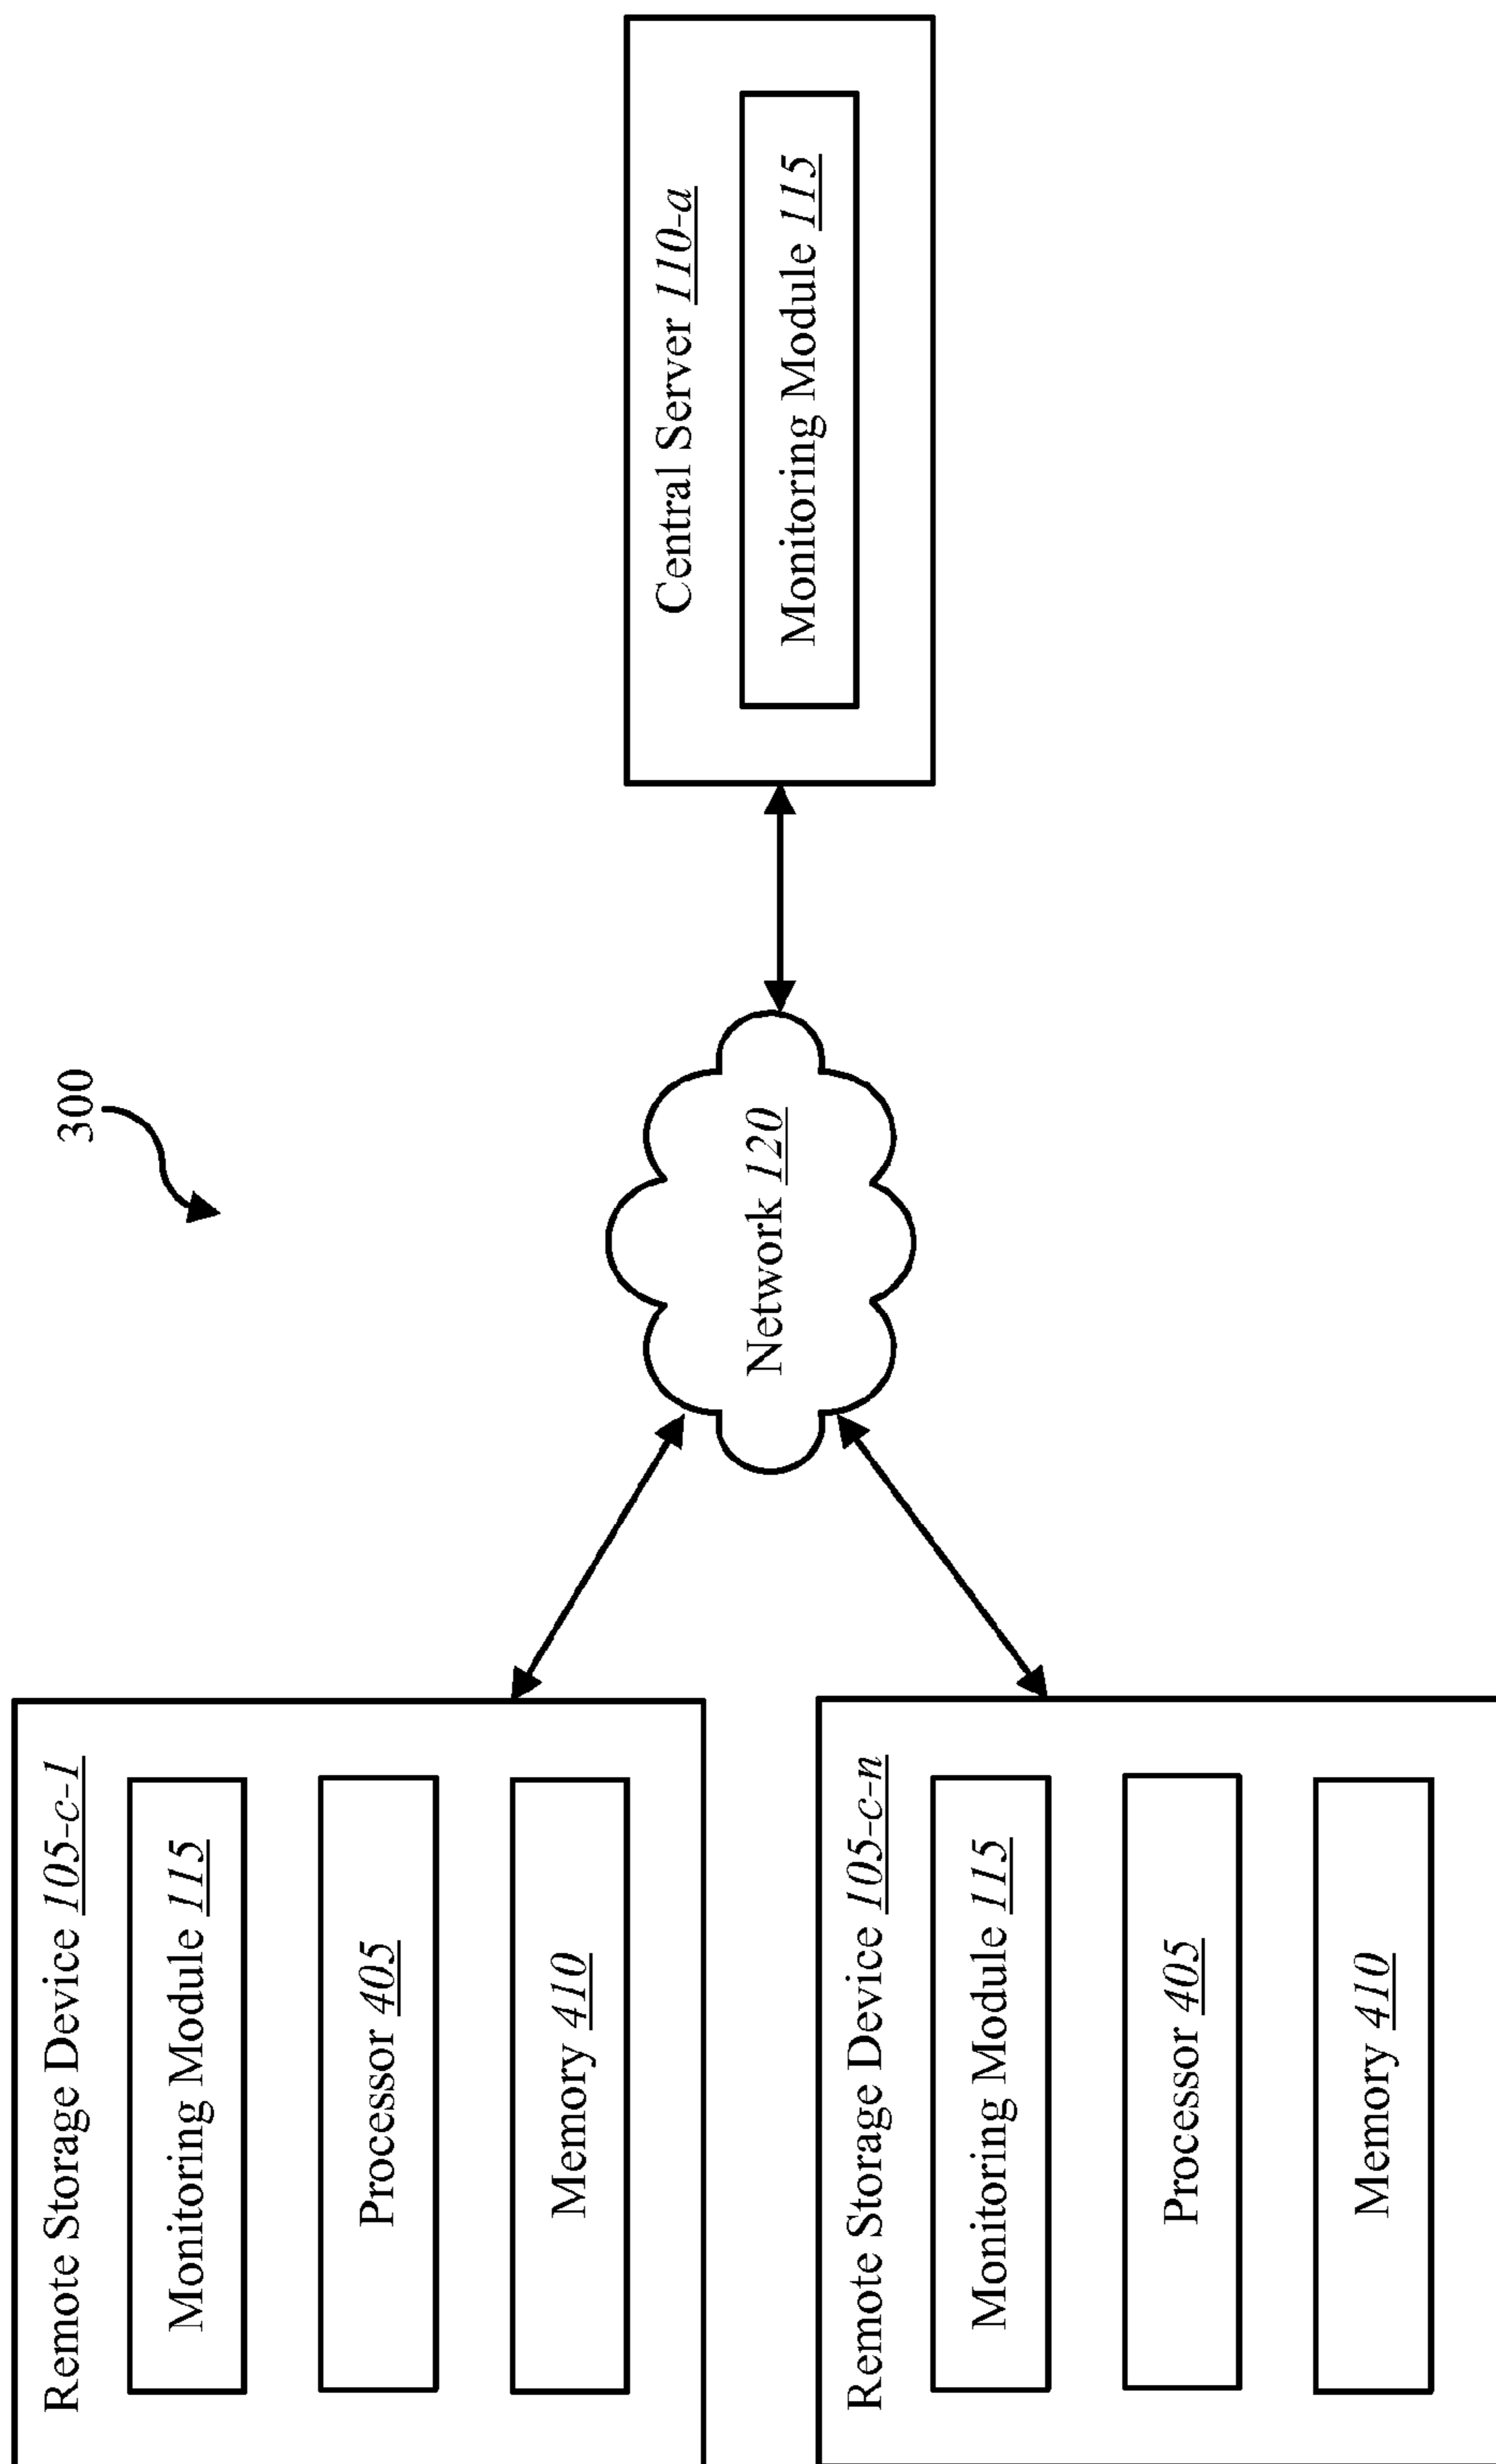 300
Remote Storage Device 105-c-1
Monitoring Module 115
Processor 405
Memory 410
Remote Storage Device 105-c-n
Monitoring Module 115
Processor 405
Memory 410
Network 120
Central Server 110-a
Monitoring Module 115